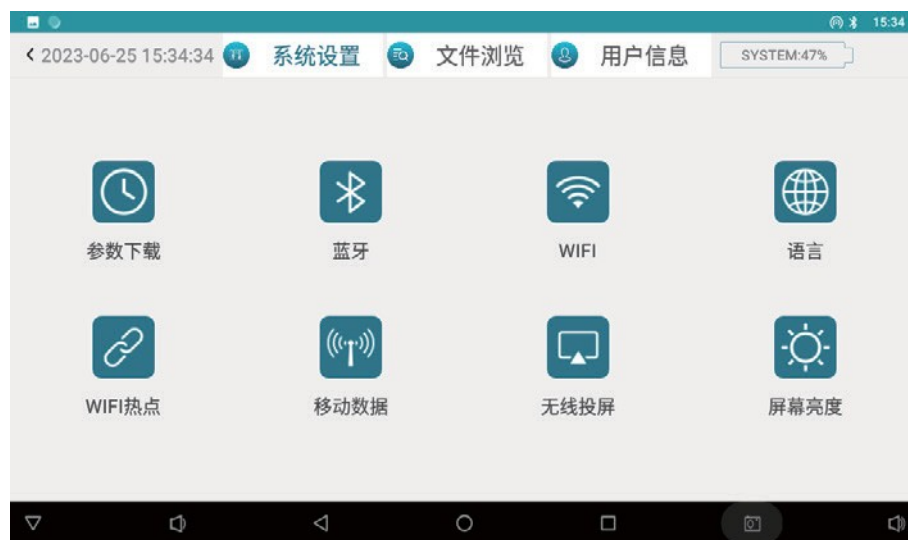 15:34
2023-06-25 15:34:34 系统设置 文件浏览 用户信息 SYSTEM:47%
参数下载 蓝牙 WIFI 语言
WIFI热点 移动数据 无线投屏 屏幕亮度